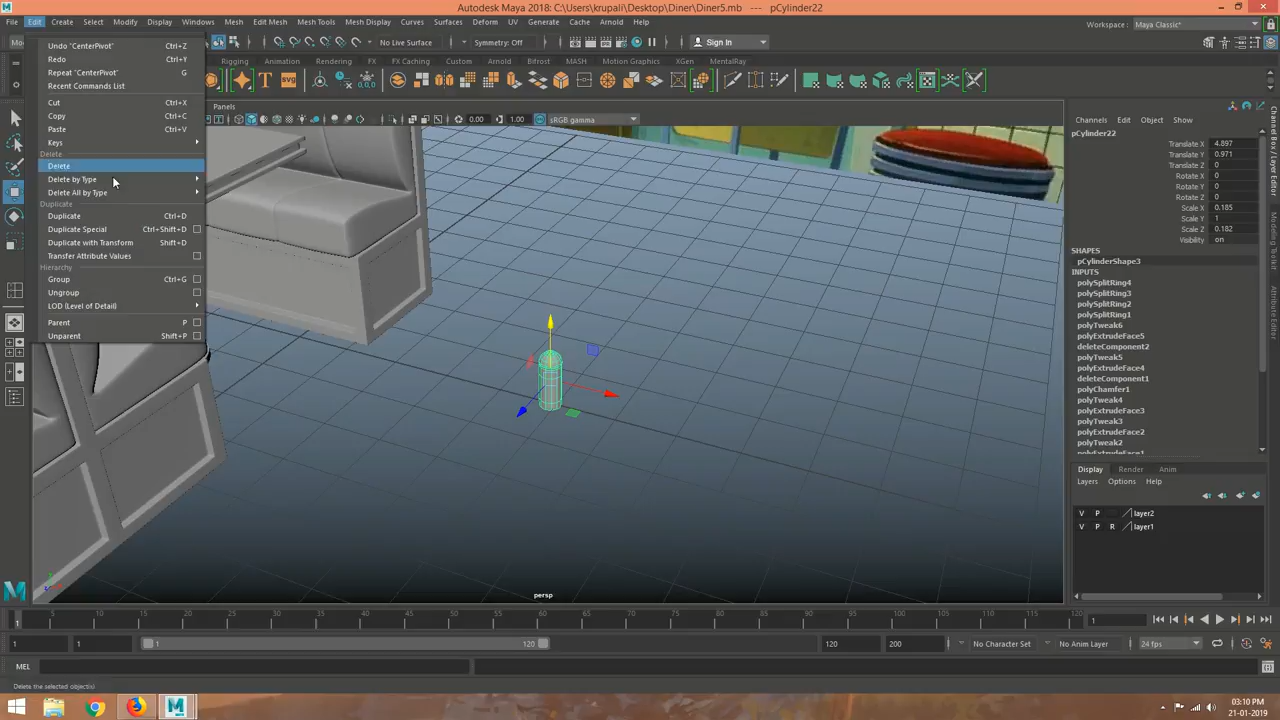 Autodesk Maya 2018: C:\Users\krupali\Desktop\Diner\Diner5.mb --- pCylinder22
File Edit Create Select Modify Display Windows Mesh Edit Mesh Mesh Tools Mesh Display Curves Surfaces Deform UV Generate Cache Arnold Help
Workspace: Maya Classic*
No Live Surface Symmetry: Off Sign In
Rigging Animation Rendering FX FX Caching Custom Arnold Bifrost MASH Motion Graphics MentalRay
Undo "CenterPivot" Ctrl+Z
Redo Ctrl+Y
Repeat "CenterPivot" G
Recent Commands List
Cut Ctrl+X
Copy Ctrl+C
Paste Ctrl+V
Keys
Delete
Delete
Delete by Type
Delete All by Type
Duplicate
Duplicate Ctrl+D
Duplicate Special Ctrl+Shift+D
Duplicate with Transform Shift+D
Transfer Attribute Values
Hierarchy
Group Ctrl+G
Ungroup
LOD (Level of Detail)
Parent P
Unparent Shift+P
Panels
0.00 1.00 sRGB gamma
persp
Channels Edit Object Show
pCylinder22
Translate X 4.897
Translate Y 0.971
Translate Z 0
Rotate X 0
Rotate Y 0
Rotate Z 0
Scale X 0.185
Scale Y 1
Scale Z 0.182
Visibility on
SHAPES
pCylinderShape3
INPUTS
polySplitRing4
polySplitRing3
polySplitRing2
polySplitRing1
polyTweak6
polyExtrudeFace5
deleteComponent2
polyTweak5
polyExtrudeFace4
deleteComponent1
polyChamfer1
polyTweak4
polyExtrudeFace3
polyTweak3
polyExtrudeFace2
polyTweak2
polyExtrudeFace1
Display Render Anim
Layers Options Help
V P layer2
V P R layer1
Channel Box / Layer Editor
Modeling Toolkit
Attribute Editor
1 5 10 15 20 25 30 35 40 45 50 55 60 65 70 75 80 85 90 95 100 105 110 115 120 1
1 1 1 120 120 200 No Character Set No Anim Layer 24 fps
MEL
Delete the selected object(s)
03:10 PM
21-01-2019